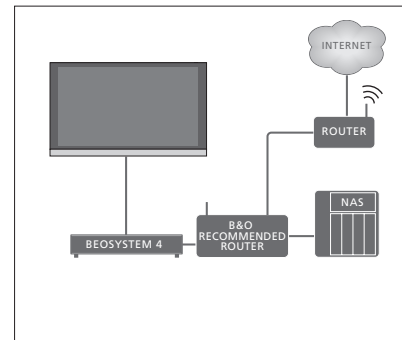 INTERNET
ROUTER
NAS
B&O
RECOMMENDED
ROUTER
BEOSYSTEM 4